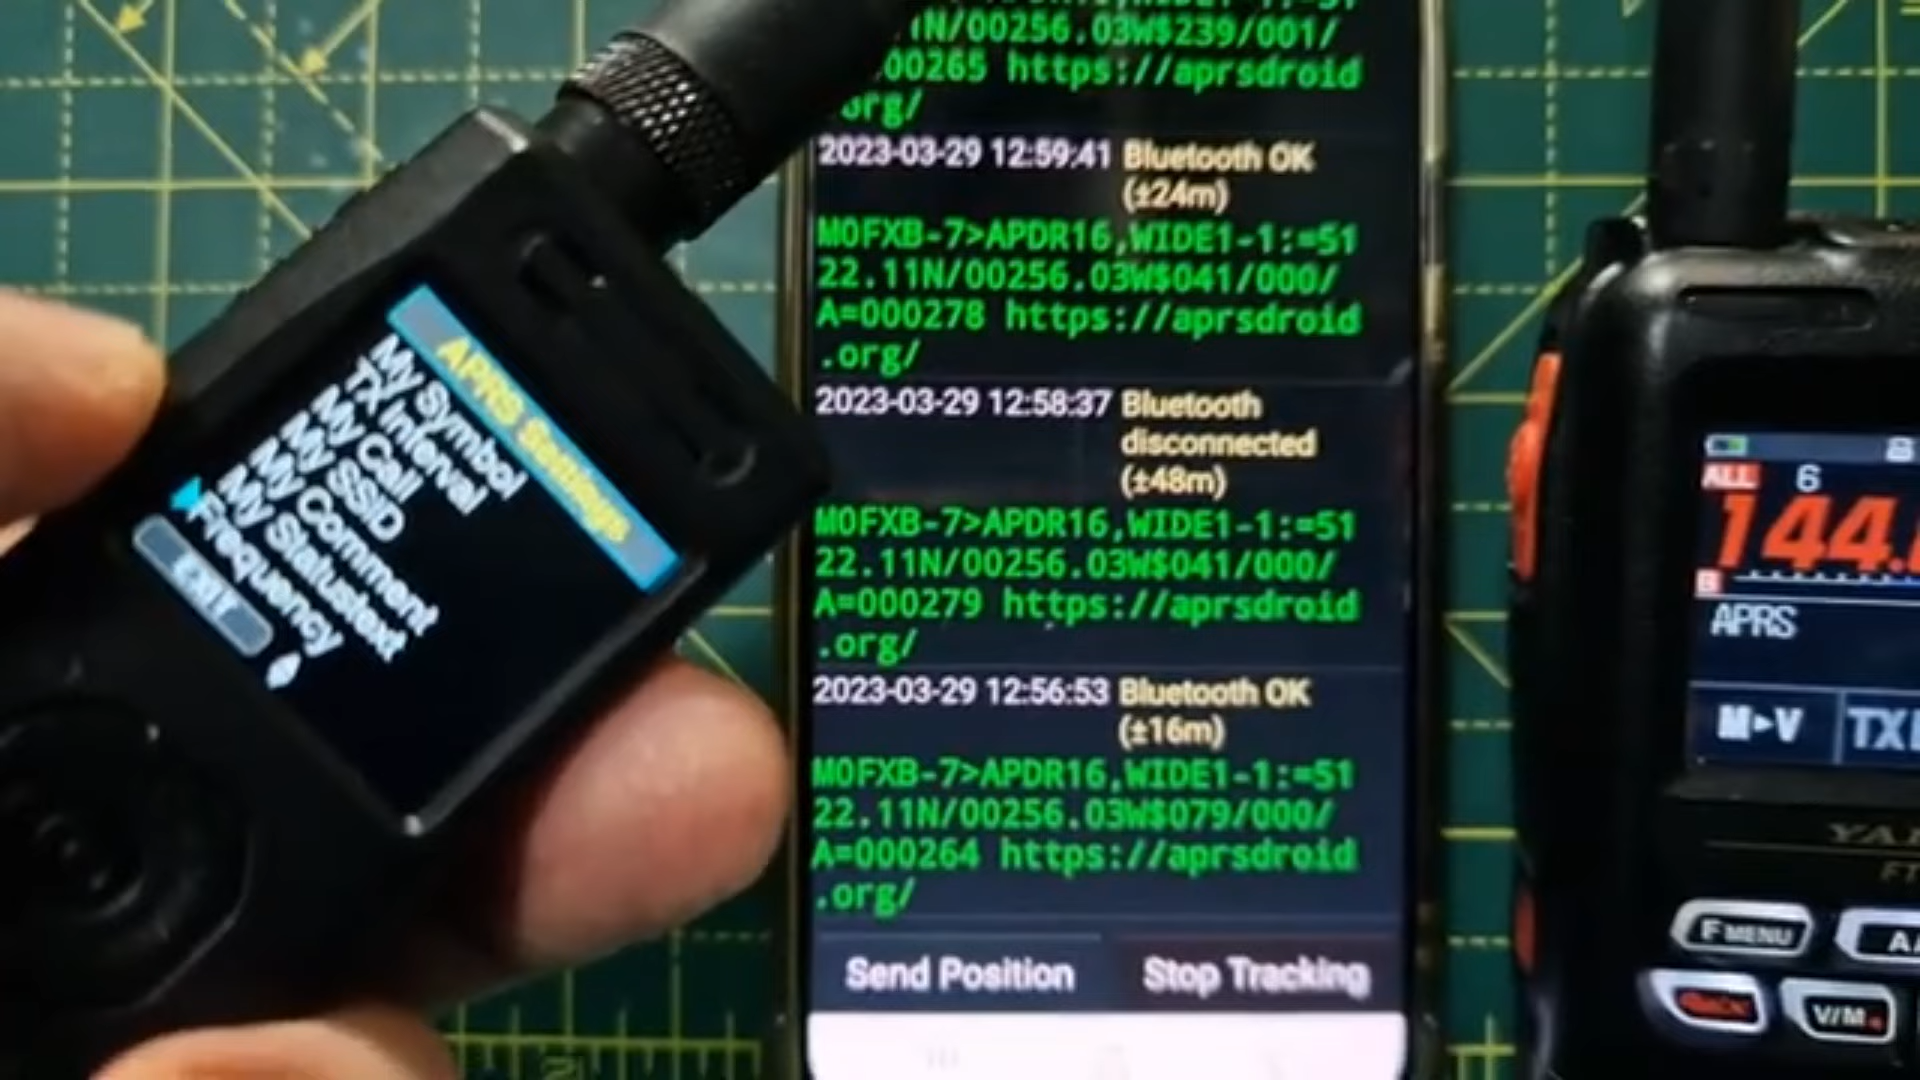 APRS Settings
My Symbol
TX Interval
My Call
My SSID
My Comment
My Statustext
Frequency
EXIT
1N/00256.03W$239/001/
00265 https://aprsdroid
.org/
2023-03-29 12:59:41 Bluetooth OK
(±24m)
M0FXB-7>APDR16,WIDE1-1:=51
22.11N/00256.03W$041/000/
A=000278 https://aprsdroid
.org/
2023-03-29 12:58:37 Bluetooth
disconnected
(±48m)
M0FXB-7>APDR16,WIDE1-1:=51
22.11N/00256.03W$041/000/
A=000279 https://aprsdroid
.org/
2023-03-29 12:56:53 Bluetooth OK
(±16m)
M0FXB-7>APDR16,WIDE1-1:=51
22.11N/00256.03W$079/000/
A=000264 https://aprsdroid
.org/
Send Position Stop Tracking
ALL 6
144.
APRS
M▶V TX
YA
FT
F MENU A
V/M